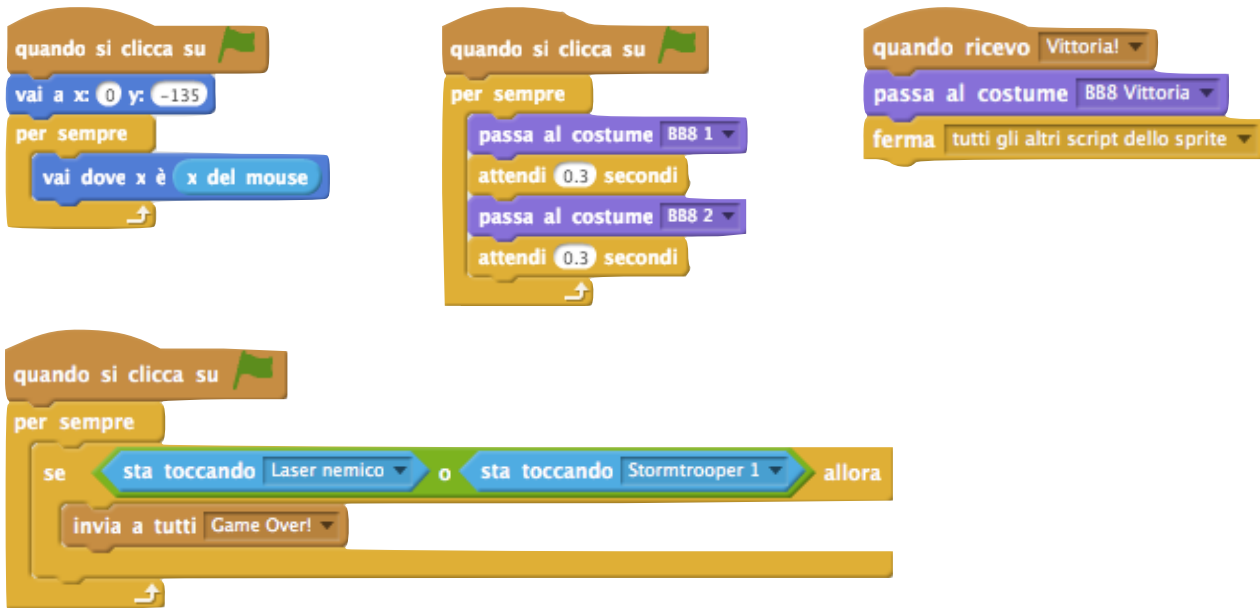 quando si clicca su
vai a x: 0 y: -135
per sempre
vai dove x è x del mouse
quando si clicca su
per sempre
passa al costume BB8 1
attendi 0.3 secondi
passa al costume BB8 2
attendi 0.3 secondi
quando ricevo Vittoria!
passa al costume BB8 Vittoria
ferma tutti gli altri script dello sprite
quando si clicca su
per sempre
se sta toccando Laser nemico o sta toccando Stormtrooper 1 allora
invia a tutti Game Over!